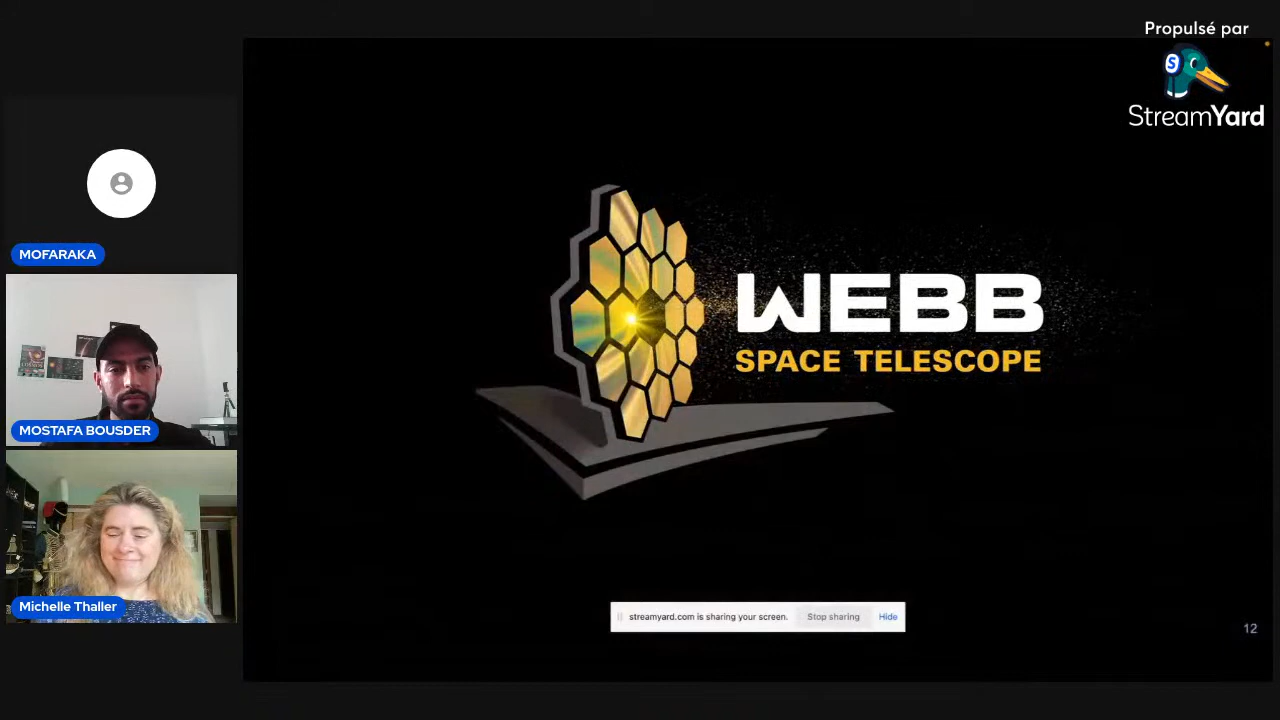 Propulsé par
S
StreamYard
MOFARAKA
MOSTAFA BOUSDER
Michelle Thaller
WEBB
SPACE TELESCOPE
streamyard.com is sharing your screen. Stop sharing Hide
12